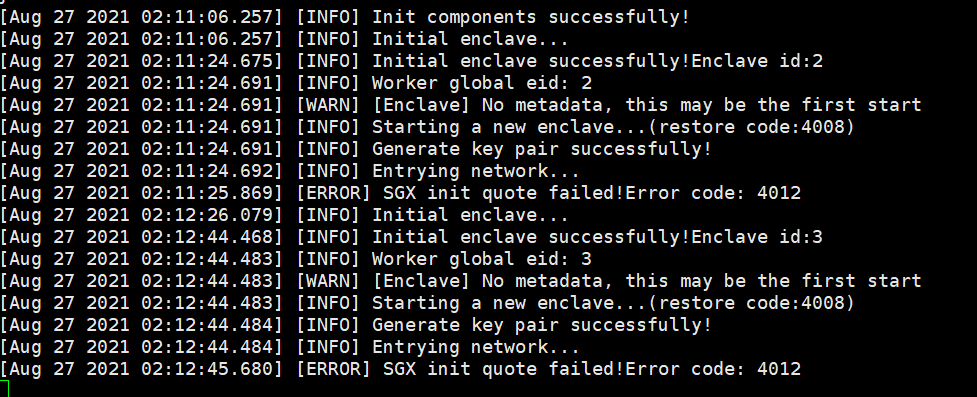 [Aug 27 2021 02:11:06.257] [INFO] Init components successfully!
[Aug 27 2021 02:11:06.257] [INFO] Initial enclave...
[Aug 27 2021 02:11:24.675] [INFO] Initial enclave successfully!Enclave id:2
[Aug 27 2021 02:11:24.691] [INFO] Worker global eid: 2
[Aug 27 2021 02:11:24.691] [WARN] [Enclave] No metadata, this may be the first start
[Aug 27 2021 02:11:24.691] [INFO] Starting a new enclave...(restore code:4008)
[Aug 27 2021 02:11:24.691] [INFO] Generate key pair successfully!
[Aug 27 2021 02:11:24.692] [INFO] Entrying network...
[Aug 27 2021 02:11:25.869] [ERROR] SGX init quote failed!Error code: 4012
[Aug 27 2021 02:12:26.079] [INFO] Initial enclave...
[Aug 27 2021 02:12:44.468] [INFO] Initial enclave successfully!Enclave id:3
[Aug 27 2021 02:12:44.483] [INFO] Worker global eid: 3
[Aug 27 2021 02:12:44.483] [WARN] [Enclave] No metadata, this may be the first start
[Aug 27 2021 02:12:44.483] [INFO] Starting a new enclave...(restore code:4008)
[Aug 27 2021 02:12:44.484] [INFO] Generate key pair successfully!
[Aug 27 2021 02:12:44.484] [INFO] Entrying network...
[Aug 27 2021 02:12:45.680] [ERROR] SGX init quote failed!Error code: 4012